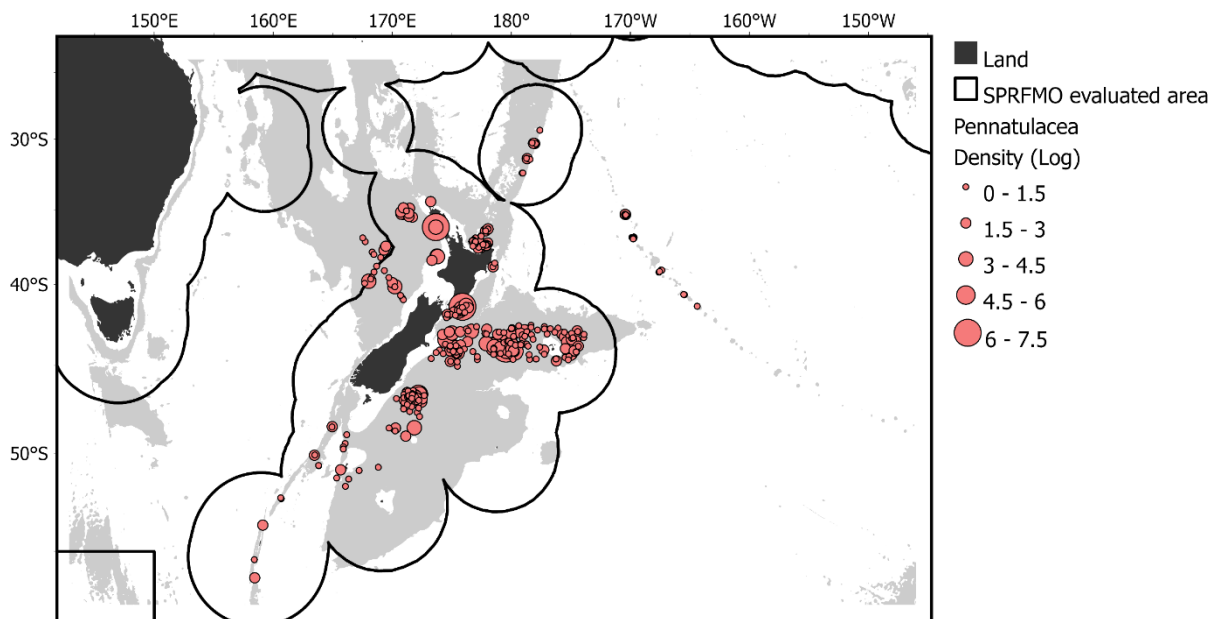 150°E 160°E 170°E 180° 170°W 160°W 150°W
30°S
40°S
50°S
Land
SPRFMO evaluated area
Pennatulacea
Density (Log)
0 - 1.5
1.5 - 3
3 - 4.5
4.5 - 6
6 - 7.5